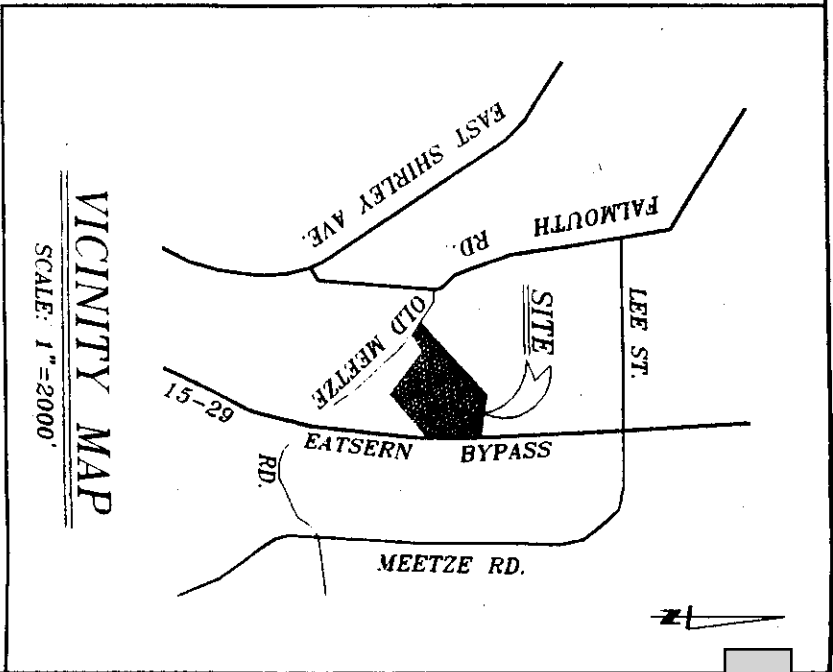 EAST SHIRLEY AVE.
FALMOUTH RD.
LEE ST.
SITE
OLD MEETZE
RD.
15-29
EATSERN BYPASS
MEETZE RD.
N
VICINITY MAP
SCALE: 1"=2000'